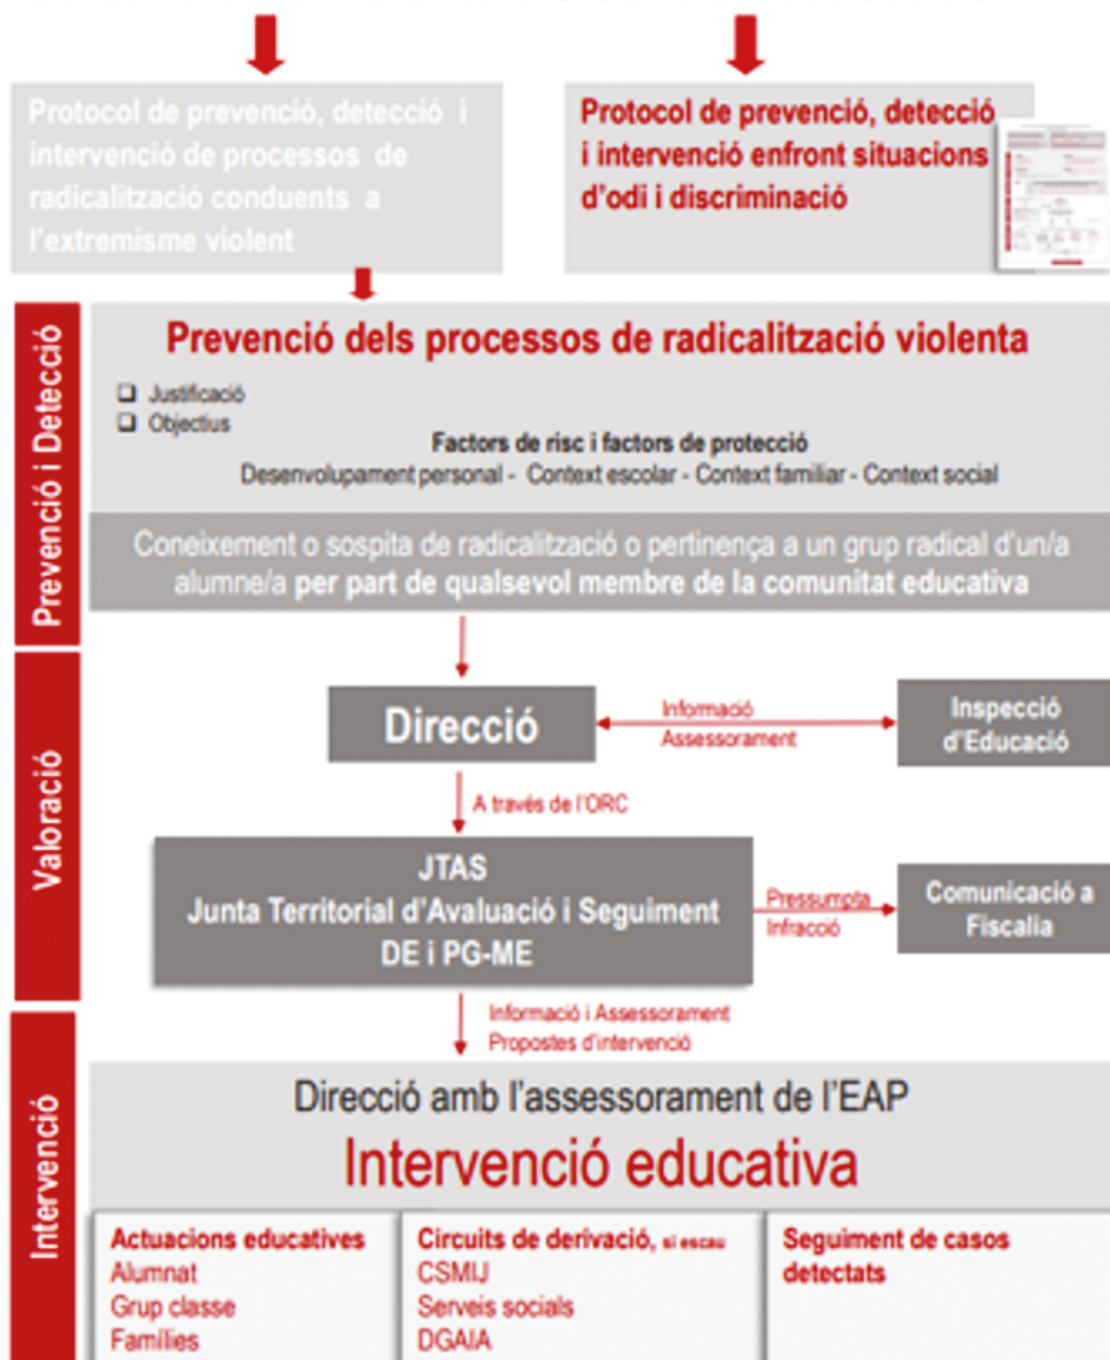 Protocol de prevenció, detecció i
intervenció de processos de
radicalització conduents a
l'extremisme violent
Protocol de prevenció, detecció
i intervenció enfront situacions
d'odi i discriminació
Prevenció i Detecció
Prevenció dels processos de radicalització violenta
Justificació
Objectius
Factors de risc i factors de protecció
Desenvolupament personal - Context escolar - Context familiar - Context social
Coneixement o sospita de radicalització o pertinença a un grup radical d'un/a
alumne/a per part de qualsevol membre de la comunitat educativa
Valoració
Direcció
Informació
Assessorament
Inspecció
d'Educació
A través de l'ORC
JTAS
Junta Territorial d'Avaluació i Seguiment
DE i PG-ME
Pressumpta
Infracció
Comunicació a
Fiscalia
Informació i Assessorament
Propostes d'intervenció
Intervenció
Direcció amb l'assessorament de l'EAP
Intervenció educativa
Actuacions educatives
Alumnat
Grup classe
Famílies
Circuits de derivació, si escau
CSMIJ
Serveis socials
DGAIA
Seguiment de casos
detectats